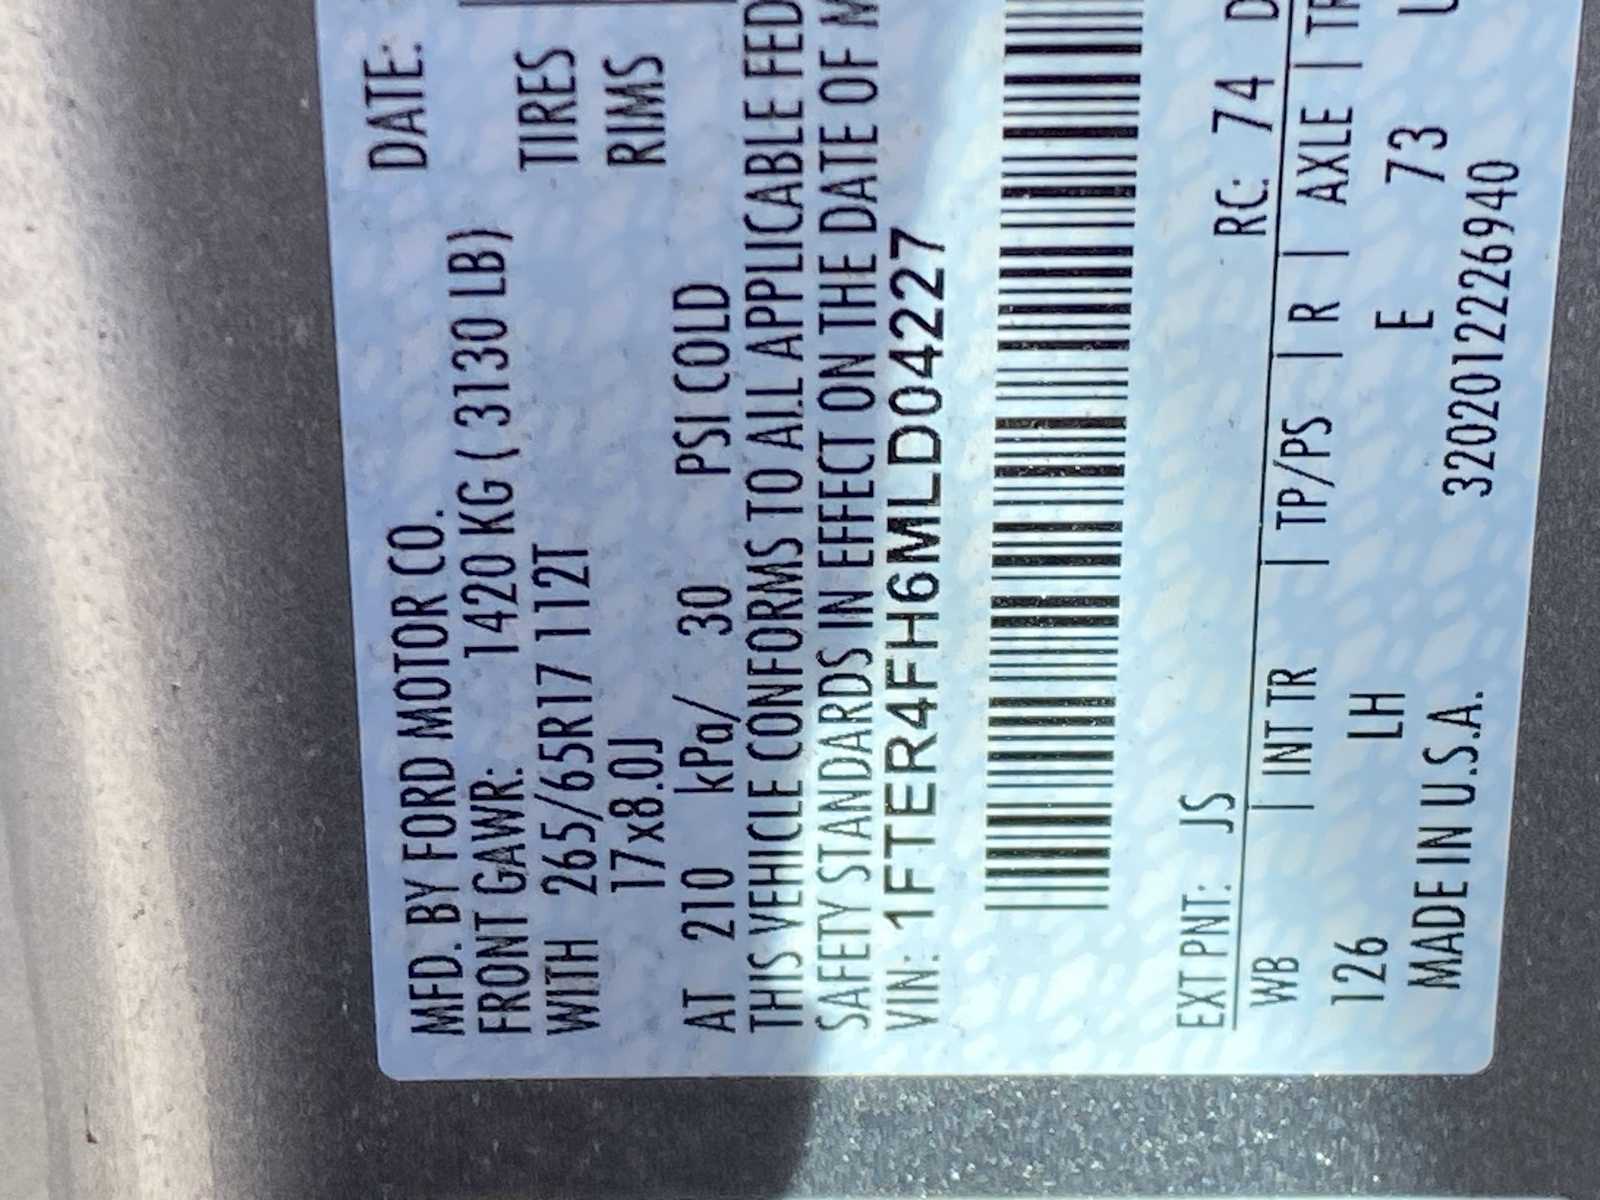 MFD. BY FORD MOTOR CO.
DATE:
FRONT GAWR: 1420 KG ( 3130 LB)
WITH 265/65R17 112T TIRES
17x8.0J RIMS
AT 210 kPa/ 30 PSI COLD
THIS VEHICLE CONFORMS TO ALL APPLICABLE FED
SAFETY STANDARDS IN EFFECT ON THE DATE OF M
VIN: 1FTER4FH6MLD04227
EXT PNT: JS RC: 74 D
WB | INT TR | TP/PS | R | AXLE | TR
126 LH E 73 
MADE IN U.S.A. 32020122226940